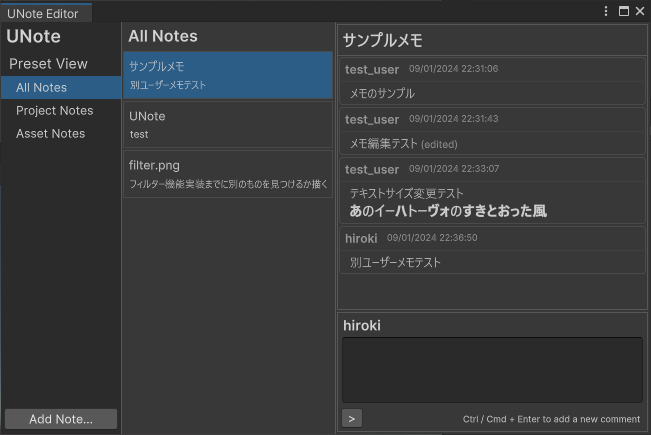 UNote Editor
UNote
Preset View
All Notes
Project Notes
Asset Notes
Add Note...
All Notes
サンプルメモ
別ユーザーメモテスト
UNote
test
filter.png
フィルター機能実装までに別のものを見つけるか描く
サンプルメモ
test_user 09/01/2024 22:31:06
メモのサンプル
test_user 09/01/2024 22:31:43
メモ編集テスト (edited)
test_user 09/01/2024 22:33:07
テキストサイズ変更テスト
あのイーハトーヴォのすきとおった風
hiroki 09/01/2024 22:36:50
別ユーザーメモテスト
hiroki
>
Ctrl / Cmd + Enter to add a new comment